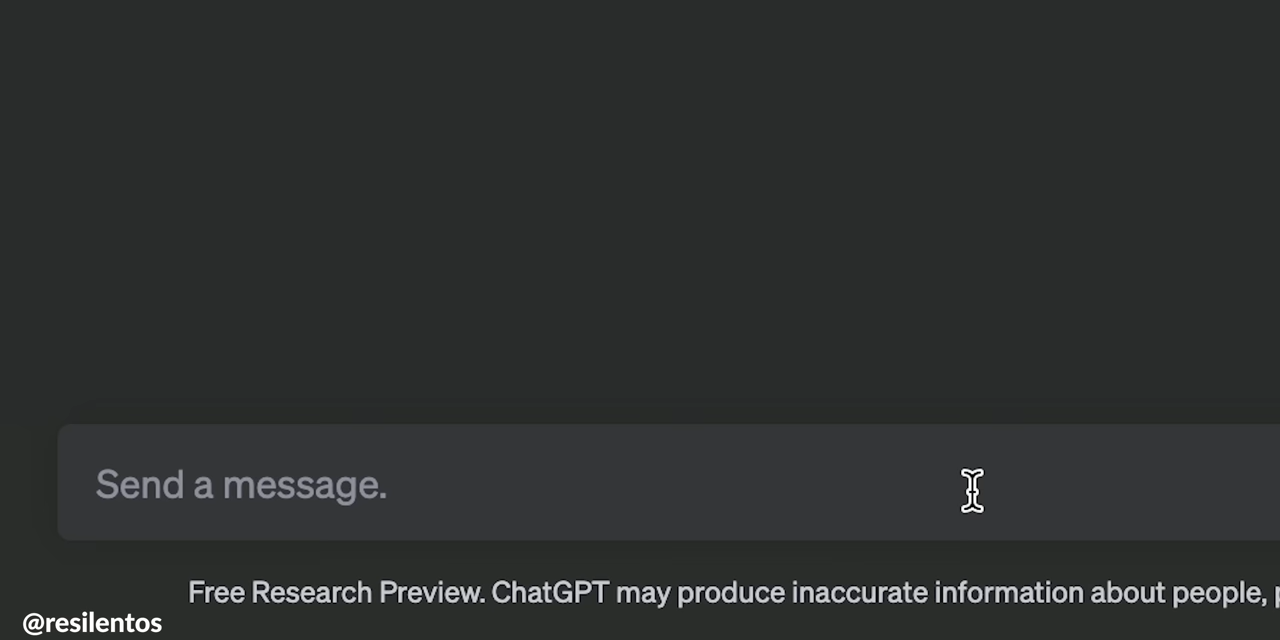 Send a message.
Free Research Preview. ChatGPT may produce inaccurate information about people,
@resilentos